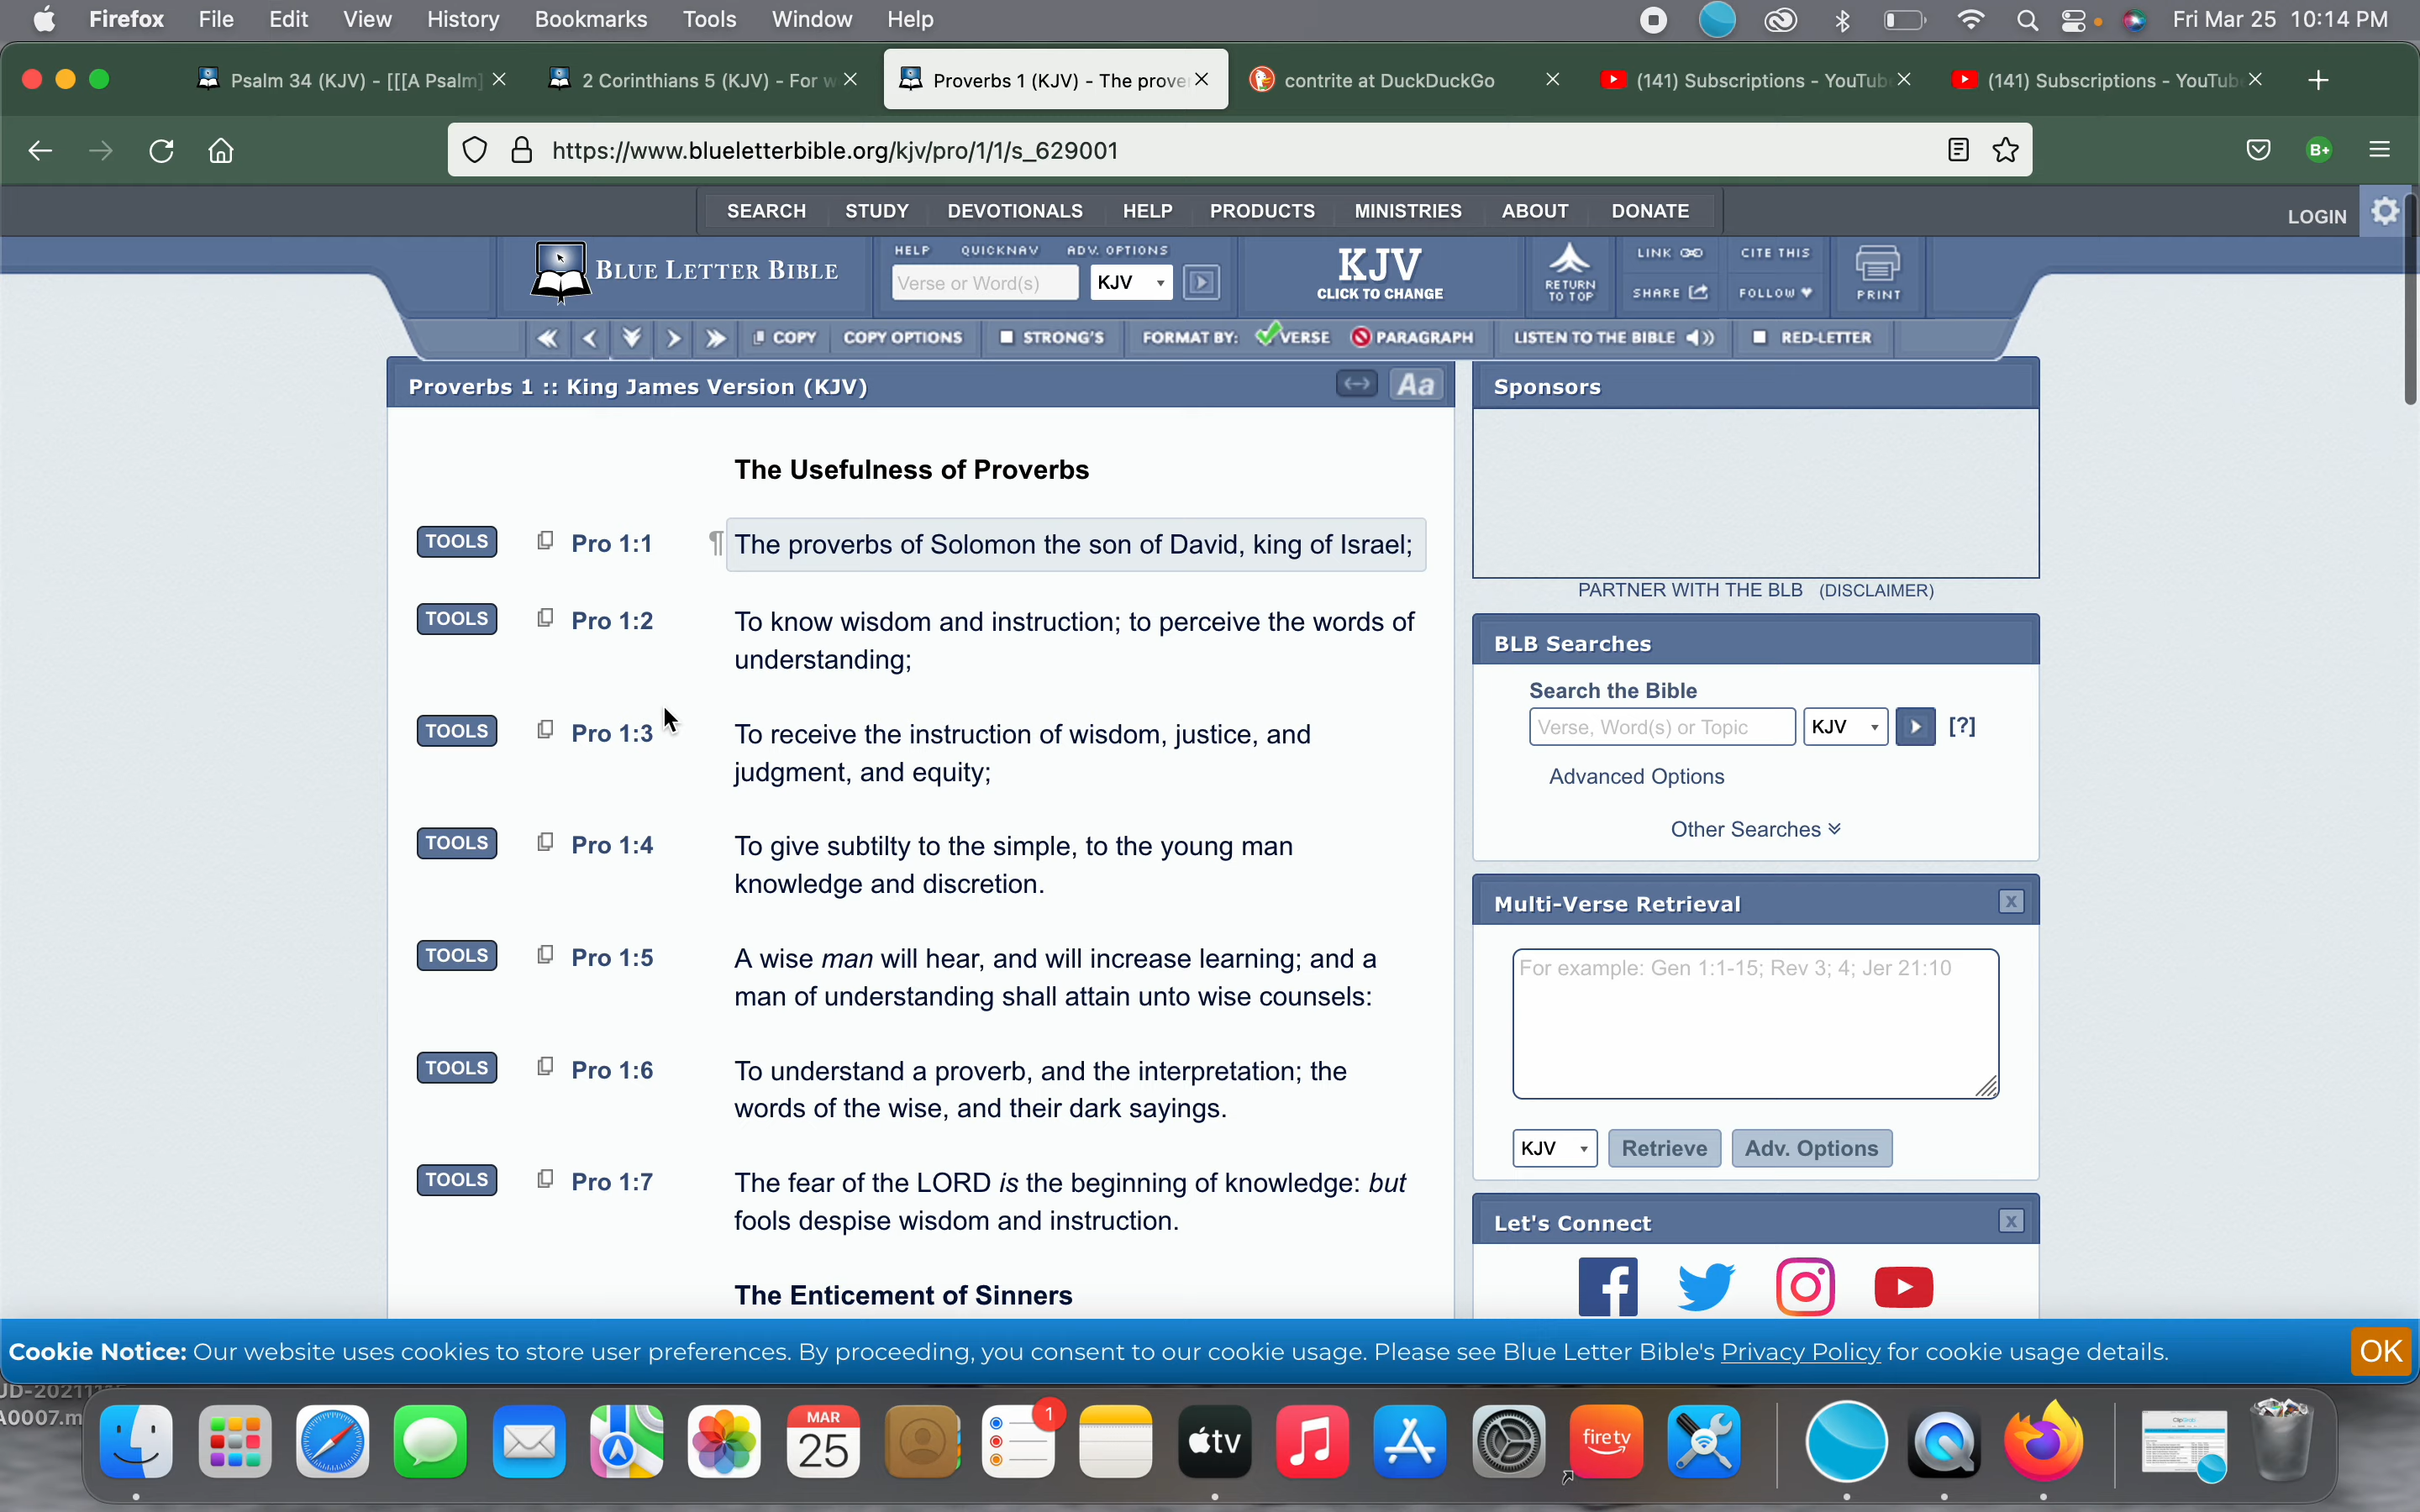 Firefox File Edit View History Bookmarks Tools Window Help Fri Mar 25 10:14 PM
Psalm 34 (KJV) - [[[A Psalm] 2 Corinthians 5 (KJV) - For w Proverbs 1 (KJV) - The prove contrite at DuckDuckGo (141) Subscriptions - YouTub (141) Subscriptions - YouTub
https://www.blueletterbible.org/kjv/pro/1/1/s_629001 B+
SEARCH STUDY DEVOTIONALS HELP PRODUCTS MINISTRIES ABOUT DONATE LOGIN
HELP QUICKNAV ADV. OPTIONS
BLUE LETTER BIBLE
Verse or Word(s) KJV
KJV
CLICK TO CHANGE
RETURN
TO TOP
LINK CITE THIS
SHARE FOLLOW
PRINT
COPY COPY OPTIONS STRONG'S FORMAT BY: VERSE PARAGRAPH LISTEN TO THE BIBLE RED-LETTER
Proverbs 1 :: King James Version (KJV) Aa
The Usefulness of Proverbs
TOOLS Pro 1:1 ¶ The proverbs of Solomon the son of David, king of Israel;
TOOLS Pro 1:2 To know wisdom and instruction; to perceive the words of
understanding;
TOOLS Pro 1:3 To receive the instruction of wisdom, justice, and
judgment, and equity;
TOOLS Pro 1:4 To give subtilty to the simple, to the young man
knowledge and discretion.
TOOLS Pro 1:5 A wise man will hear, and will increase learning; and a
man of understanding shall attain unto wise counsels:
TOOLS Pro 1:6 To understand a proverb, and the interpretation; the
words of the wise, and their dark sayings.
TOOLS Pro 1:7 The fear of the LORD is the beginning of knowledge: but
fools despise wisdom and instruction.
The Enticement of Sinners
Sponsors
PARTNER WITH THE BLB (DISCLAIMER)
BLB Searches
Search the Bible
Verse, Word(s) or Topic KJV [?]
Advanced Options
Other Searches
Multi-Verse Retrieval X
For example: Gen 1:1-15; Rev 3; 4; Jer 21:10
KJV Retrieve Adv. Options
Let's Connect X
Cookie Notice: Our website uses cookies to store user preferences. By proceeding, you consent to our cookie usage. Please see Blue Letter Bible's Privacy Policy for cookie usage details. OK
A0007.m
MAR
25
1
tv
fire tv